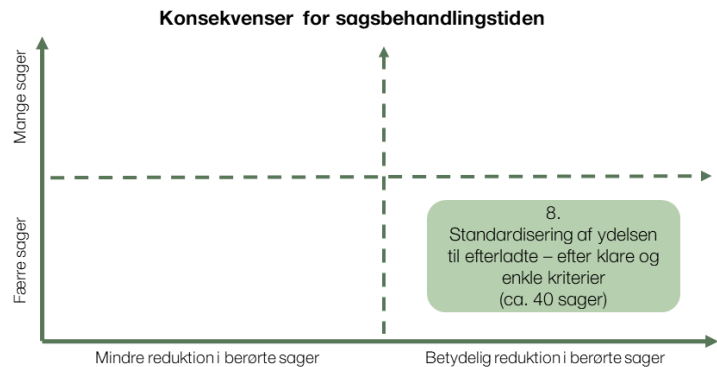 Konsekvenser for sagsbehandlingstiden
Mange sager
Færre sager
8.
Standardisering af ydelsen
til efterladte – efter klare og
enkle kriterier
(ca. 40 sager)
Mindre reduktion i berørte sager
Betydelig reduktion i berørte sager